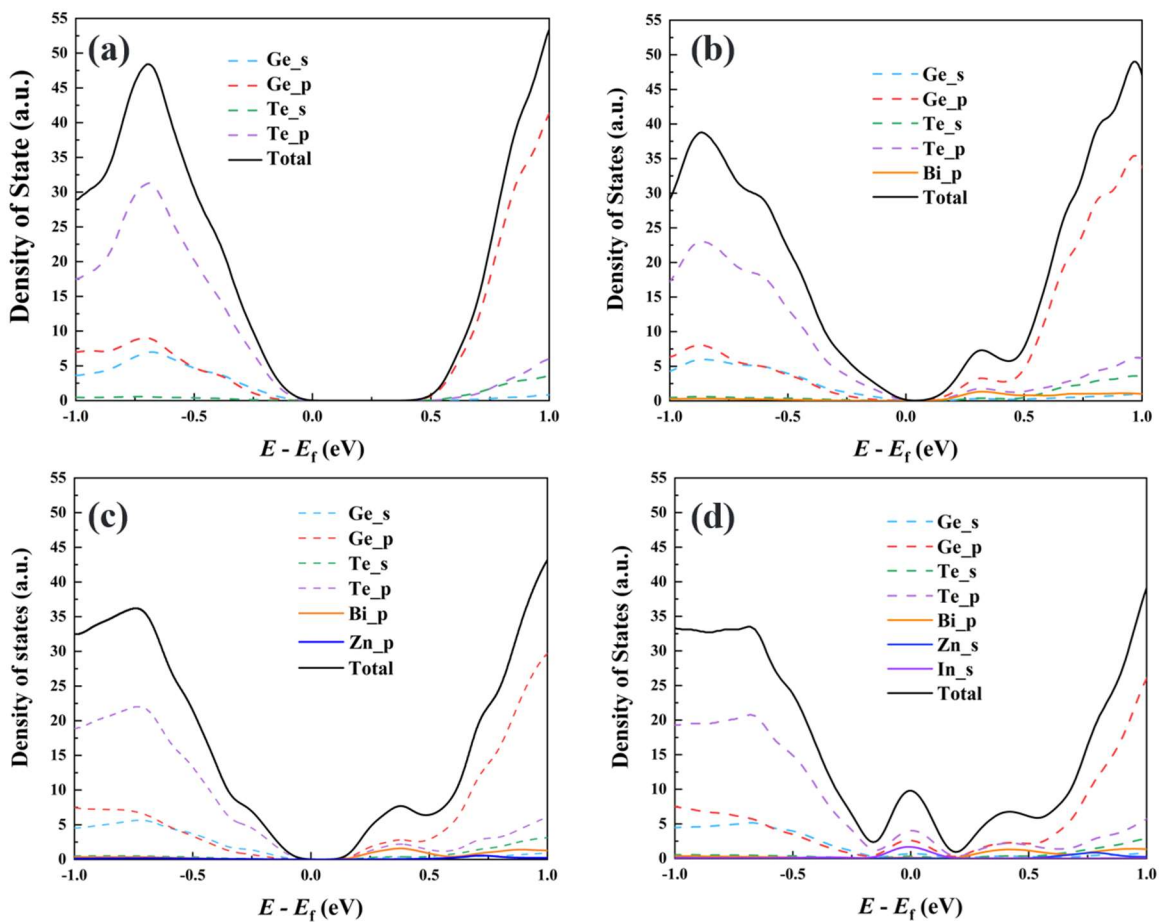 (a)
Ge_s
Ge_p
Te_s
Te_p
Total
Density of State (a.u.)
55
50
45
40
35
30
25
20
15
10
5
0
-1.0
-0.5
0.0
0.5
1.0
E - Ef (eV)
(b)
Ge_s
Ge_p
Te_s
Te_p
Bi_p
Total
Density of States (a.u.)
55
50
45
40
35
30
25
20
15
10
5
0
-1.0
-0.5
0.0
0.5
1.0
E - Ef (eV)
(c)
Ge_s
Ge_p
Te_s
Te_p
Bi_p
Zn_p
Total
Density of states (a.u.)
55
50
45
40
35
30
25
20
15
10
5
0
-1.0
-0.5
0.0
0.5
1.0
E - Ef (eV)
(d)
Ge_s
Ge_p
Te_s
Te_p
Bi_p
Zn_s
In_s
Total
Density of States (a.u.)
55
50
45
40
35
30
25
20
15
10
5
0
-1.0
-0.5
0.0
0.5
1.0
E - Ef (eV)